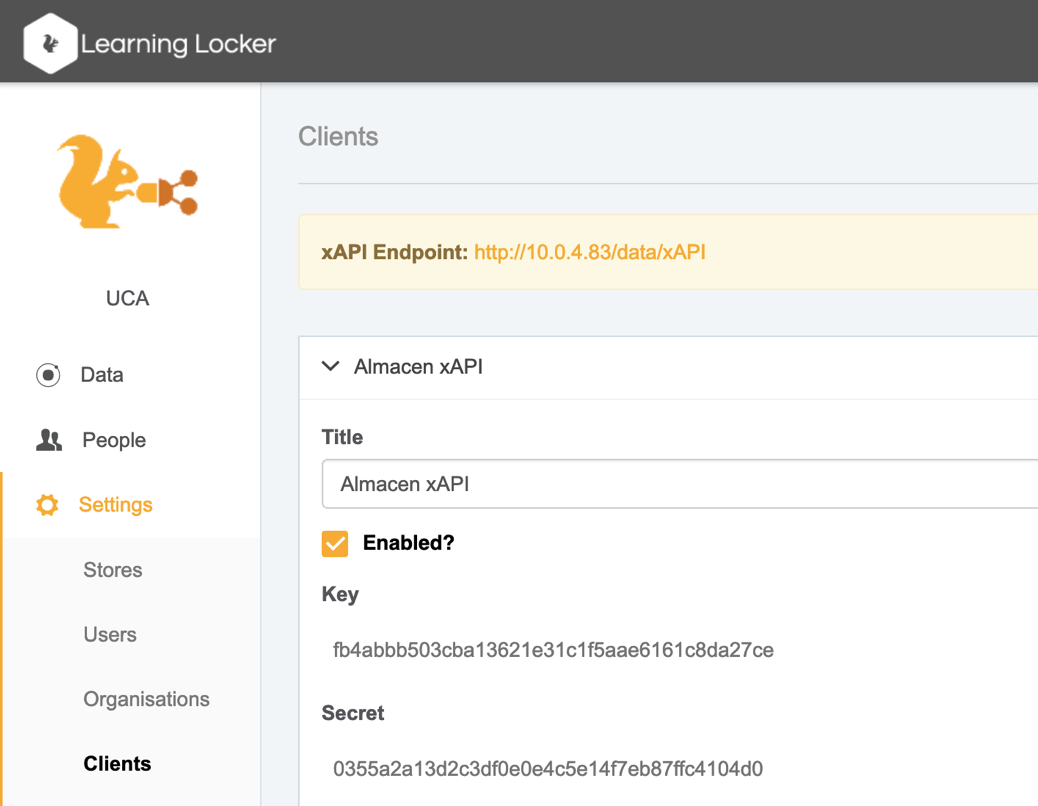 Learning Locker
UCA
Data
People
Settings
Stores
Users
Organisations
Clients
Clients
xAPI Endpoint: http://10.0.4.83/data/xAPI
Almacen xAPI
Title
Almacen xAPI
Enabled?
Key
fb4abbb503cba13621e31c1f5aae6161c8da27ce
Secret
0355a2a13d2c3df0e0e4c5e14f7eb87ffc4104d0